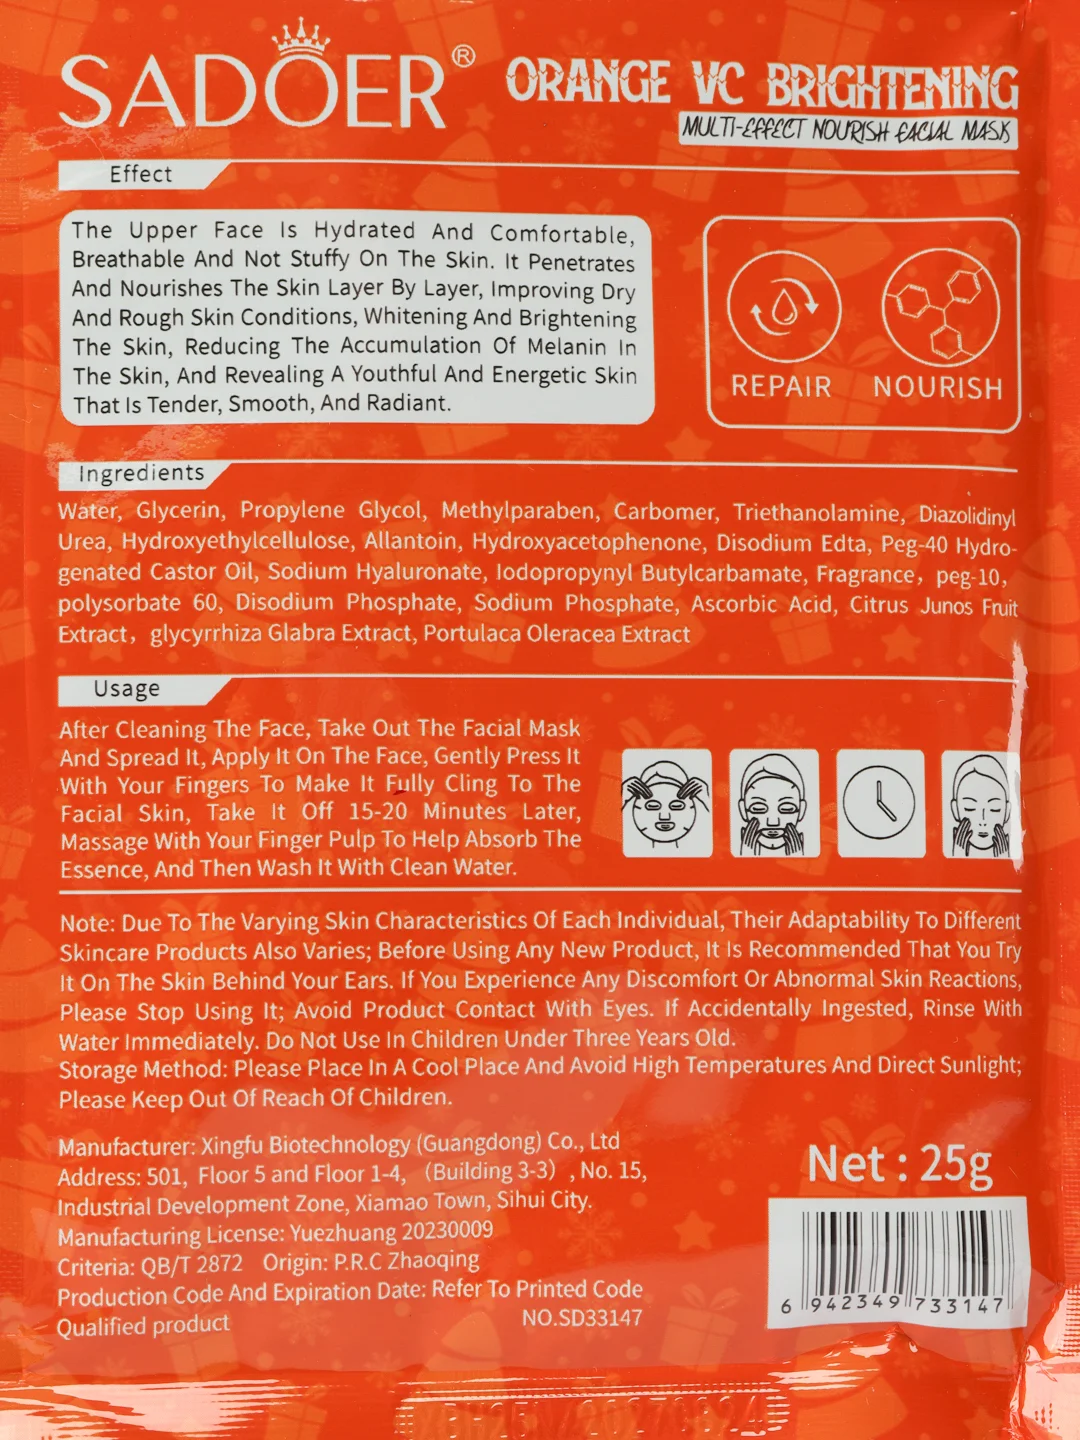 SADOER®
ORANGE VC BRIGHTENING
MULTI-EFFECT NOURISH FACIAL MASK
Effect
The Upper Face Is Hydrated And Comfortable,
Breathable And Not Stuffy On The Skin. It Penetrates
And Nourishes The Skin Layer By Layer, Improving Dry
And Rough Skin Conditions, Whitening And Brightening
The Skin, Reducing The Accumulation Of Melanin In
The Skin, And Revealing A Youthful And Energetic Skin
That Is Tender, Smooth, And Radiant.
REPAIR NOURISH
Ingredients
Water, Glycerin, Propylene Glycol, Methylparaben, Carbomer, Triethanolamine, Diazolidinyl
Urea, Hydroxyethylcellulose, Allantoin, Hydroxyacetophenone, Disodium Edta, Peg-40 Hydro-
genated Castor Oil, Sodium Hyaluronate, Iodopropynyl Butylcarbamate, Fragrance, peg-10,
polysorbate 60, Disodium Phosphate, Sodium Phosphate, Ascorbic Acid, Citrus Junos Fruit
Extract, glycyrrhiza Glabra Extract, Portulaca Oleracea Extract
Usage
After Cleaning The Face, Take Out The Facial Mask
And Spread It, Apply It On The Face, Gently Press It
With Your Fingers To Make It Fully Cling To The
Facial Skin, Take It Off 15-20 Minutes Later,
Massage With Your Finger Pulp To Help Absorb The
Essence, And Then Wash It With Clean Water.
Note: Due To The Varying Skin Characteristics Of Each Individual, Their Adaptability To Different
Skincare Products Also Varies; Before Using Any New Product, It Is Recommended That You Try
It On The Skin Behind Your Ears. If You Experience Any Discomfort Or Abnormal Skin Reactions,
Please Stop Using It; Avoid Product Contact With Eyes. If Accidentally Ingested, Rinse With
Water Immediately. Do Not Use In Children Under Three Years Old.
Storage Method: Please Place In A Cool Place And Avoid High Temperatures And Direct Sunlight;
Please Keep Out Of Reach Of Children.
Manufacturer: Xingfu Biotechnology (Guangdong) Co., Ltd
Address: 501, Floor 5 and Floor 1-4, (Building 3-3), No. 15,
Industrial Development Zone, Xiamao Town, Sihui City.
Manufacturing License: Yuezhuang 20230009
Criteria: QB/T 2872 Origin: P.R.C Zhaoqing
Production Code And Expiration Date: Refer To Printed Code
Qualified product NO.SD33147
Net : 25g
6 942349 733147